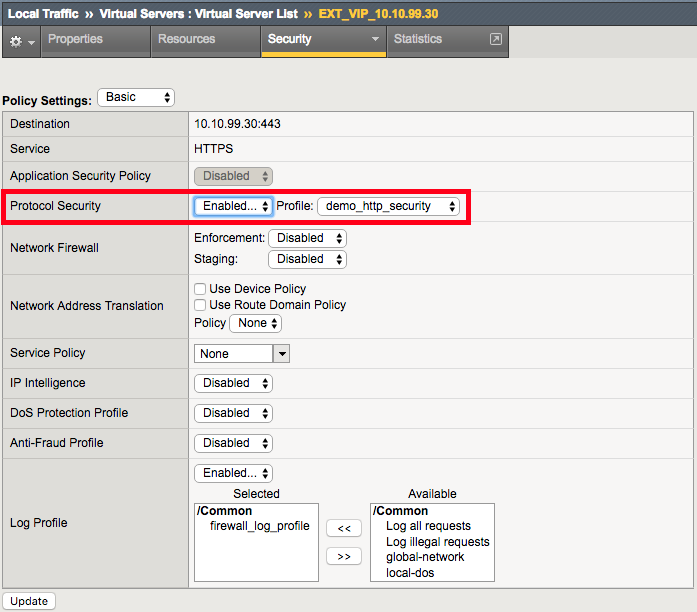 Local Traffic ›› Virtual Servers : Virtual Server List ›› EXT_VIP_10.10.99.30
Properties Resources Security Statistics
Policy Settings: Basic
Destination 10.10.99.30:443
Service HTTPS
Application Security Policy Disabled
Protocol Security Enabled... Profile: demo_http_security
Network Firewall
Enforcement: Disabled
Staging: Disabled
Network Address Translation
Use Device Policy
Use Route Domain Policy
Policy None
Service Policy None
IP Intelligence Disabled
DoS Protection Profile Disabled
Anti-Fraud Profile Disabled
Log Profile
Enabled...
Selected Available
/Common /Common
firewall_log_profile << Log all requests
Log illegal requests
>> global-network
local-dos
Update